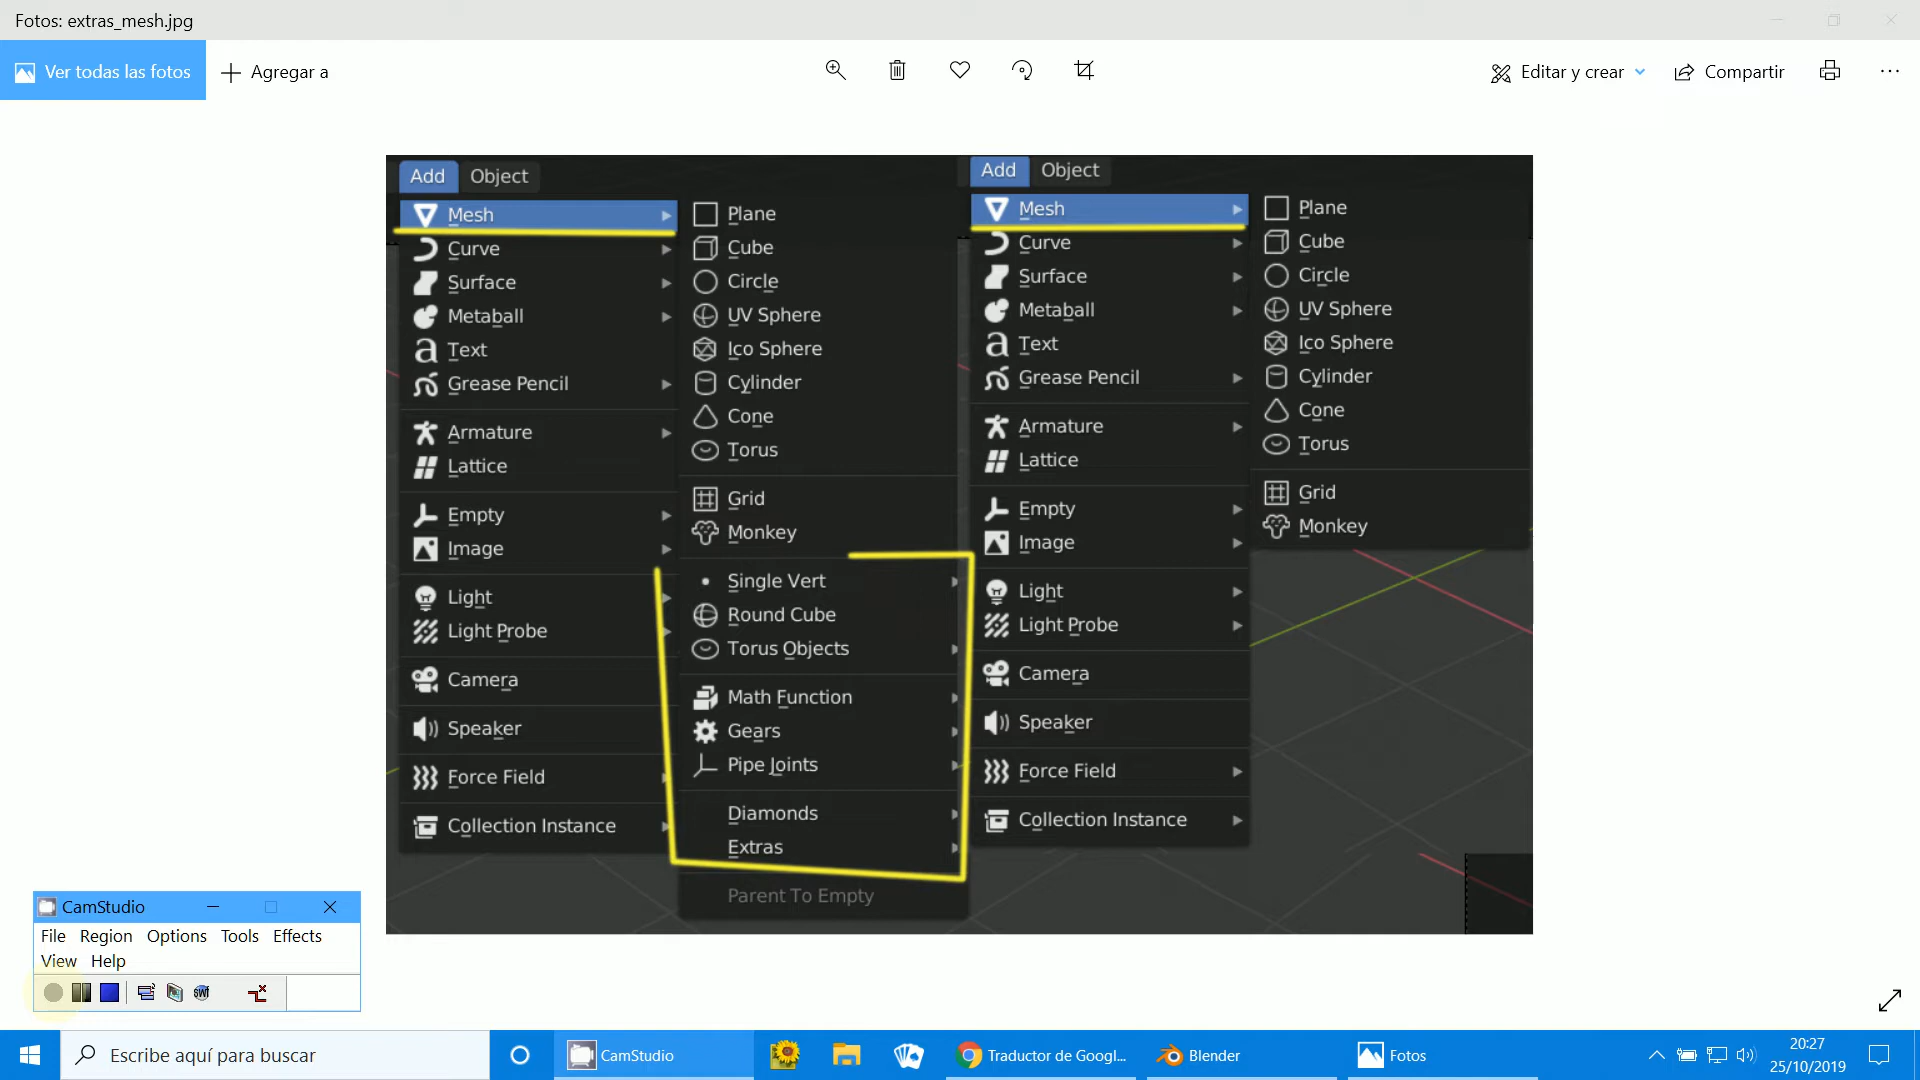 Fotos: extras_mesh.jpg
Ver todas las fotos
Agregar a
Editar y crear
Compartir
Add Object
Mesh
Curve
Surface
Metaball
Text
Grease Pencil
Armature
Lattice
Empty
Image
Light
Light Probe
Camera
Speaker
Force Field
Collection Instance
Plane
Cube
Circle
UV Sphere
Ico Sphere
Cylinder
Cone
Torus
Grid
Monkey
Single Vert
Round Cube
Torus Objects
Math Function
Gears
Pipe Joints
Diamonds
Extras
Parent To Empty
Add Object
Mesh
Curve
Surface
Metaball
Text
Grease Pencil
Armature
Lattice
Empty
Image
Light
Light Probe
Camera
Speaker
Force Field
Collection Instance
Plane
Cube
Circle
UV Sphere
Ico Sphere
Cylinder
Cone
Torus
Grid
Monkey
CamStudio
File Region Options Tools Effects
View Help
SWF
Escribe aquí para buscar
CamStudio
Traductor de Googl...
Blender
Fotos
20:27
25/10/2019